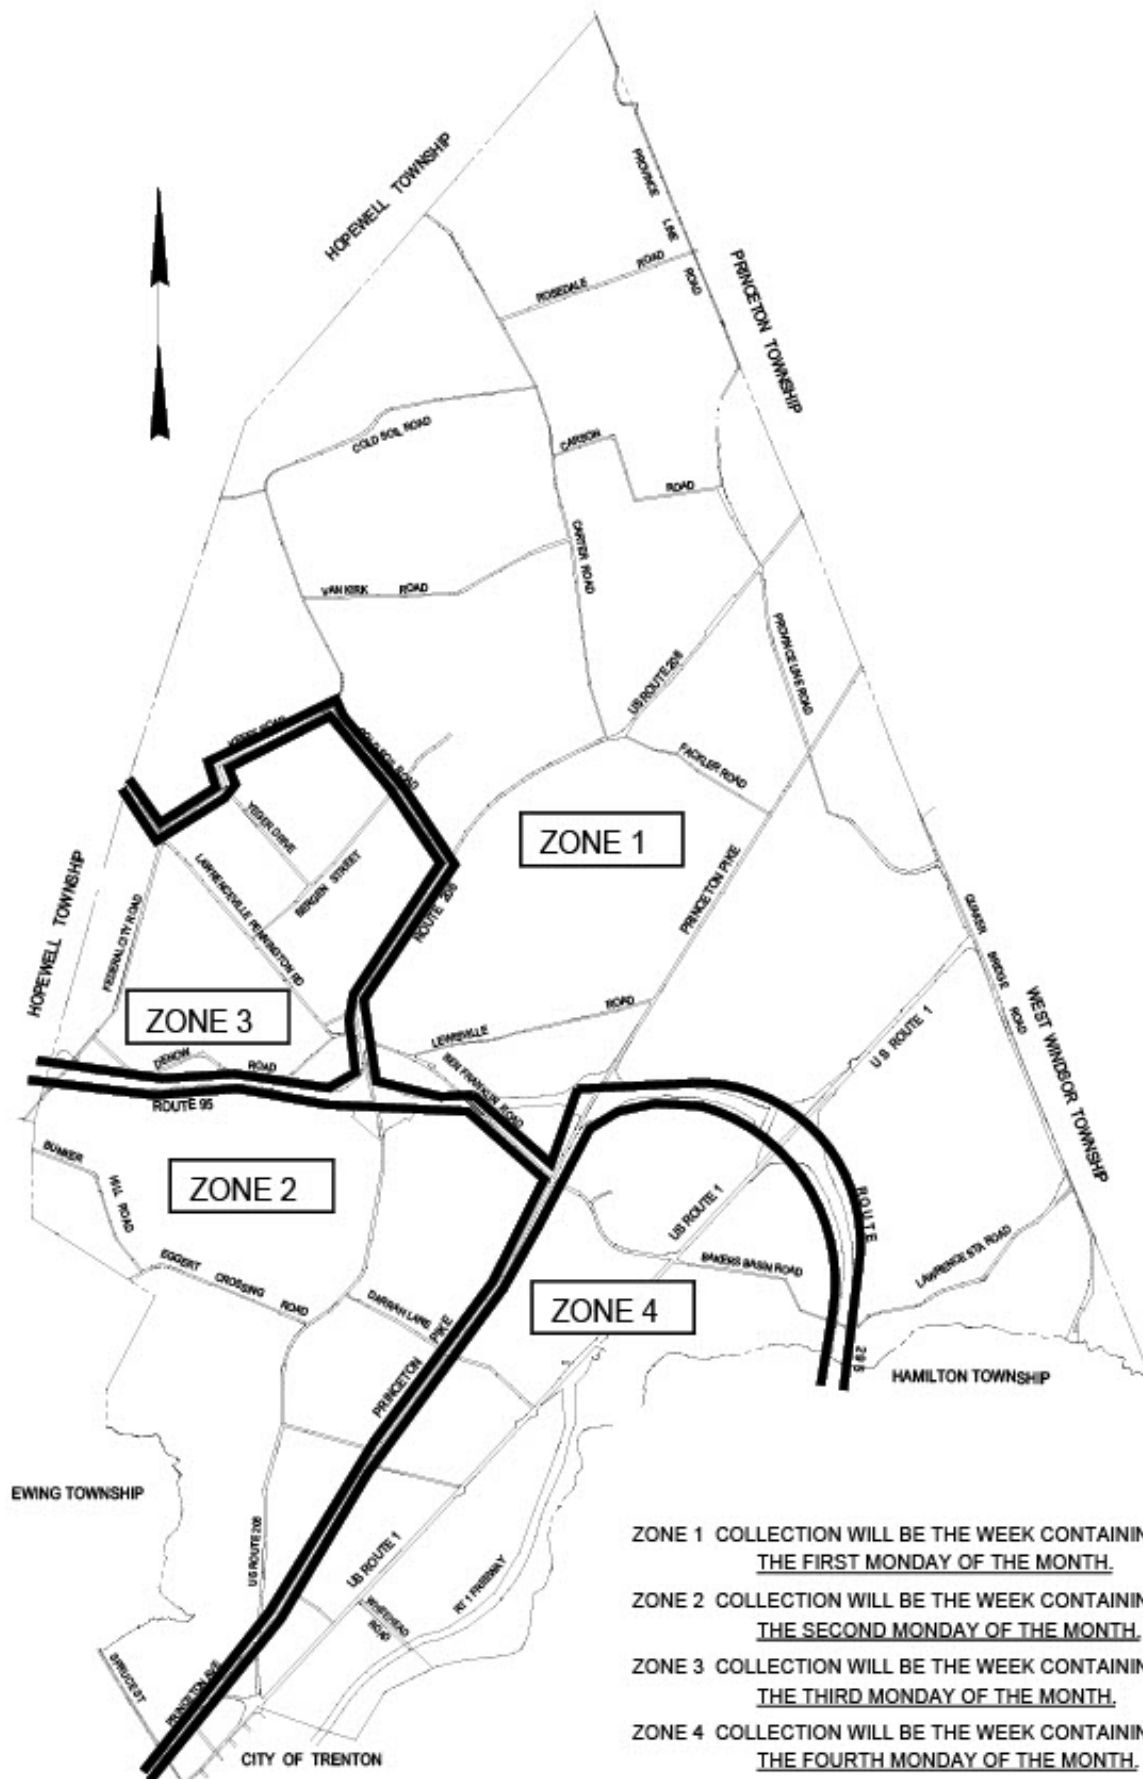 HOPEWELL TOWNSHIP
PROVINCE LINE ROAD
ROSEDALE ROAD
PRINCETON TOWNSHIP
COLD SOIL ROAD
CARSON ROAD
CARTER ROAD
VAN KIRK ROAD
US ROUTE 206
PROVINCE LINE ROAD
COLD SOIL ROAD
FACKLER ROAD
YEGER DRIVE
ZONE 1
BERGEN STREET
LAWRENCEVILLE PENNINGTON RD
PRINCETON PIKE
ROUTE 206
HOPEWELL TOWNSHIP
FEDERAL CITY ROAD
QUAKER BRIDGE ROAD
WEST WINDSOR TOWNSHIP
ZONE 3
LEWISVILLE ROAD
U S ROUTE 1
DENOW ROAD
BEN FRANKLIN ROAD
ROUTE 95
BUNKER HILL ROAD
ZONE 2
US ROUTE 1
ROUTE 295
BAKERS BASIN ROAD
LAWRENCE STA ROAD
EGGERT CROSSING ROAD
DARRAH LANE
ZONE 4
PRINCETON PIKE
HAMILTON TOWNSHIP
EWING TOWNSHIP
US ROUTE 206
US ROUTE 1
RT 1 FREEWAY
WHITEHEAD ROAD
SPRUCE ST
PRINCETON AVE
CITY OF TRENTON
ZONE 1 COLLECTION WILL BE THE WEEK CONTAININ
THE FIRST MONDAY OF THE MONTH.
ZONE 2 COLLECTION WILL BE THE WEEK CONTAININ
THE SECOND MONDAY OF THE MONTH.
ZONE 3 COLLECTION WILL BE THE WEEK CONTAININ
THE THIRD MONDAY OF THE MONTH.
ZONE 4 COLLECTION WILL BE THE WEEK CONTAININ
THE FOURTH MONDAY OF THE MONTH.